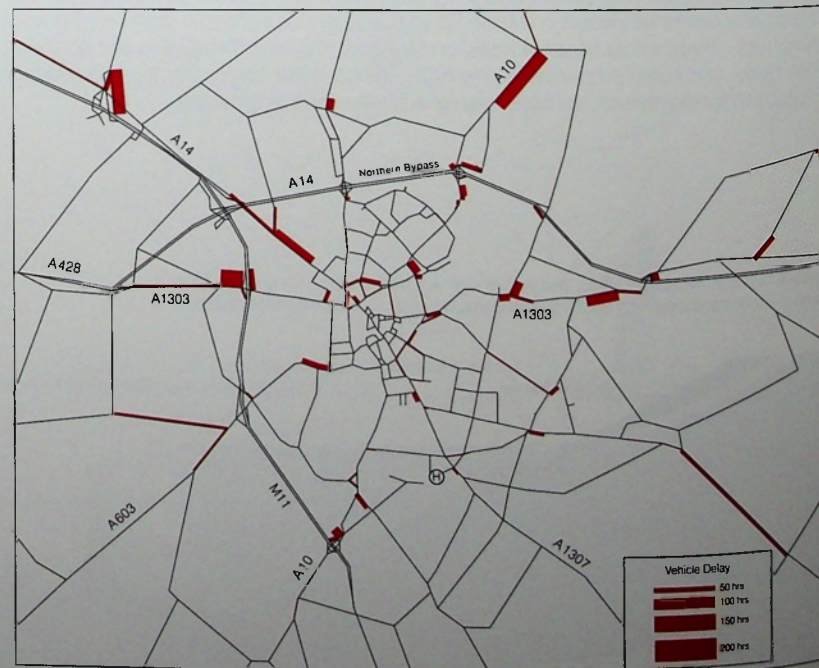 A10
A14
Northern Bypass
A14
A428
A1303
A1303
M11
H
A603
A10
A1307
Vehicle Delay
50 hrs
100 hrs
150 hrs
200 hrs